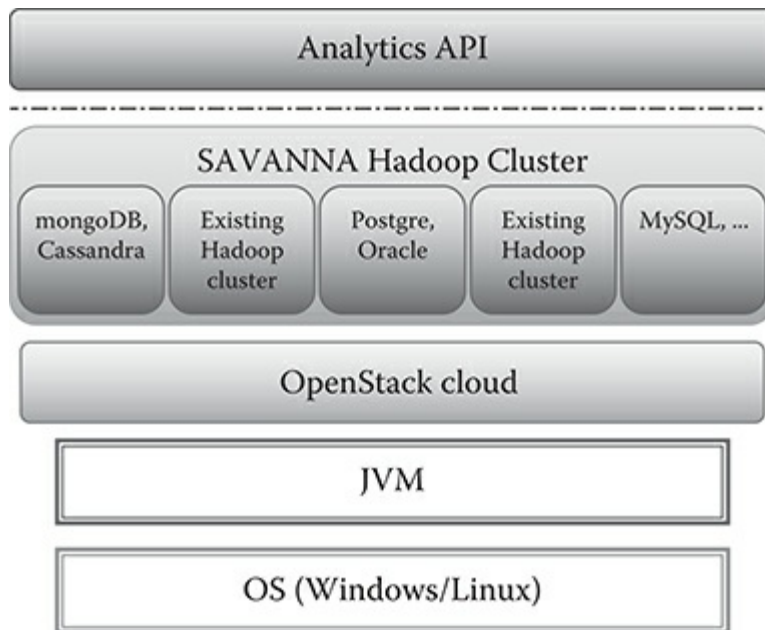 Analytics API
SAVANNA Hadoop Cluster
mongoDB,
Cassandra
Existing
Hadoop
cluster
Postgre,
Oracle
Existing
Hadoop
cluster
MySQL, ...
OpenStack cloud
JVM
OS (Windows/Linux)